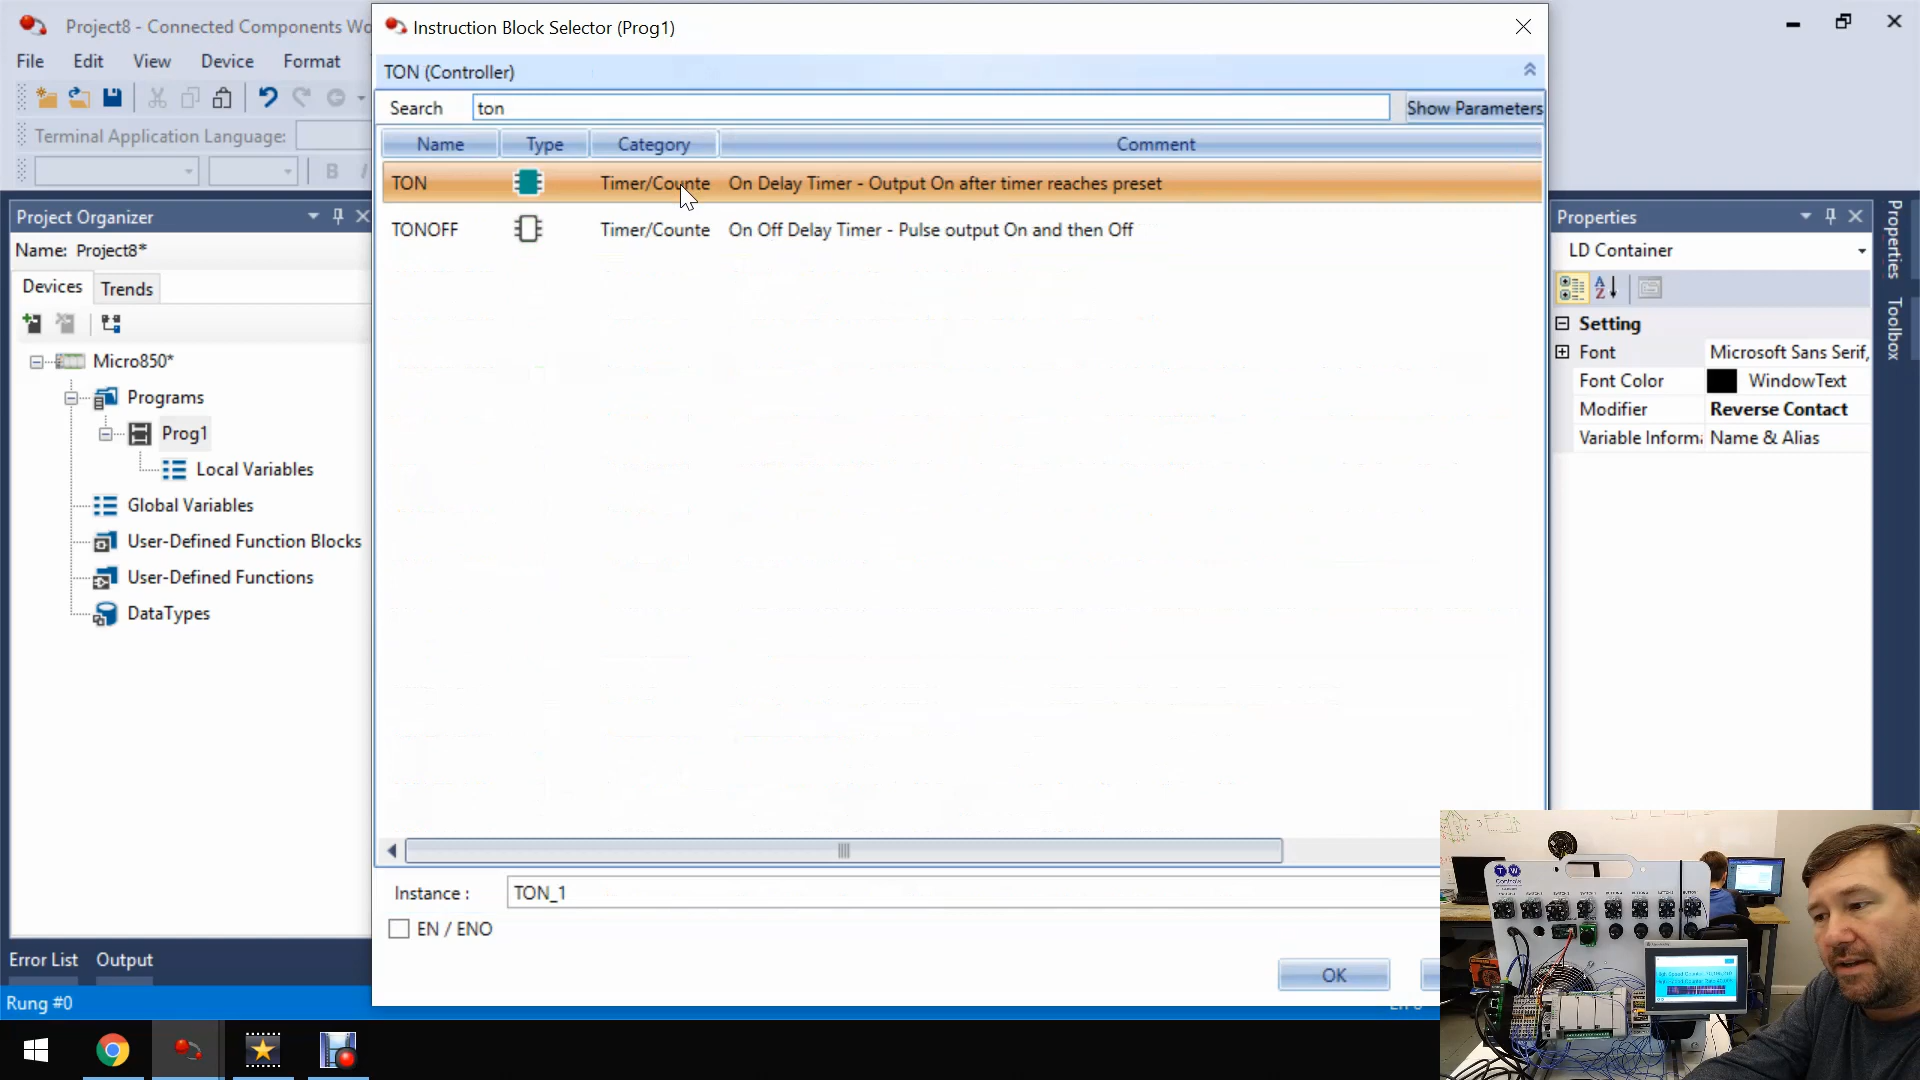 Project8 - Connected Components Wo
File Edit View Device Format
Terminal Application Language:
B I
Instruction Block Selector (Prog1)
TON (Controller)
Search ton Show Parameters
Name Type Category Comment
TON Timer/Counte On Delay Timer - Output On after timer reaches preset
TONOFF Timer/Counte On Off Delay Timer - Pulse output On and then Off
Instance : TON_1
EN / ENO
OK
Project Organizer
Name: Project8*
Devices Trends
Micro850*
Programs
Prog1
Local Variables
Global Variables
User-Defined Function Blocks
User-Defined Functions
DataTypes
Error List Output
Rung #0
Properties
LD Container
Setting
Font Microsoft Sans Serif,
Font Color WindowText
Modifier Reverse Contact
Variable Informa Name & Alias
Properties
Toolbox
T W
Controls